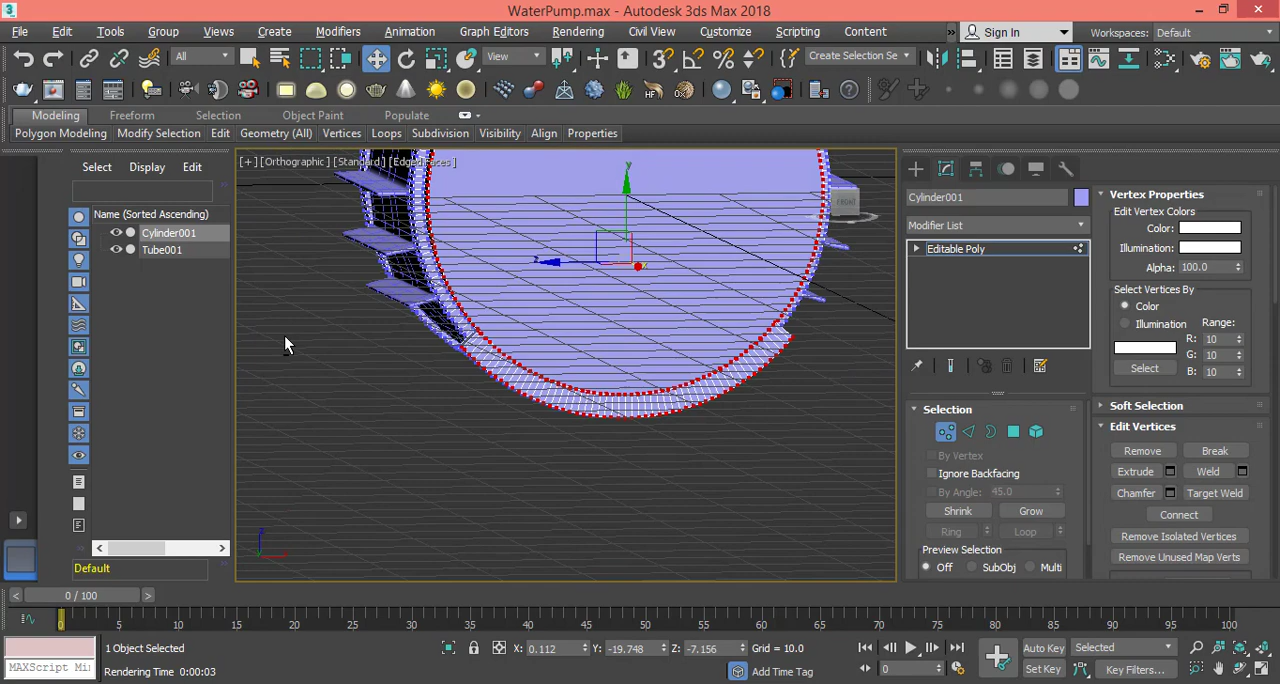 WaterPump.max - Autodesk 3ds Max 2018
File Edit Tools Group Views Create Modifiers Animation Graph Editors Rendering Civil View Customize Scripting Content » Sign In Workspaces: Default
All View Create Selection Se
Modeling Freeform Selection Object Paint Populate
Polygon Modeling Modify Selection Edit Geometry (All) Vertices Loops Subdivision Visibility Align Properties
Select Display Edit
Name (Sorted Ascending)
Cylinder001
Tube001
Default
[+] [Orthographic] [Standard] [Edged Faces]
y
z
FRONT
z
Cylinder001
Modifier List
Editable Poly
Selection
By Vertex
Ignore Backfacing
By Angle: 45.0
Shrink Grow
Ring Loop
Preview Selection
Off SubObj Multi
Vertex Properties
Edit Vertex Colors
Color:
Illumination:
Alpha: 100.0
Select Vertices By
Color
Illumination Range:
R: 10
G: 10
Select B: 10
Soft Selection
Edit Vertices
Remove Break
Extrude Weld
Chamfer Target Weld
Connect
Remove Isolated Vertices
Remove Unused Map Verts
< 0 / 100 >
0 5 10 15 20 25 30 35 40 45 50 55 60 65 70 75 80 85 90 95 100
1 Object Selected
X: 0.112 Y: -19.748 Z: -7.156 Grid = 10.0
Auto Key Selected
MAXScript Mi
Rendering Time 0:00:03
Add Time Tag
0
Set Key Key Filters...